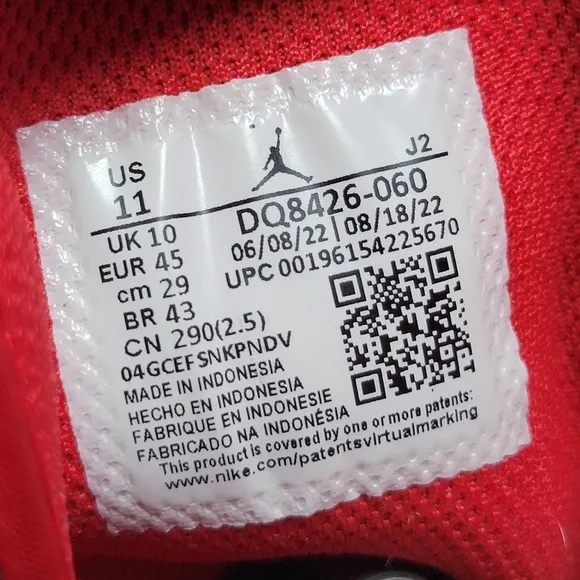 US
11
J2
UK 10
DQ8426-060
EUR 45
06/08/22 | 08/18/22
cm 29
UPC 00196154225670
BR 43
CN 290(2.5)
04GCEFSNKPNDV
MADE IN INDONESIA
HECHO EN INDONESIA
FABRIQUE EN INDONESIE
FABRICADO NA INDONÉSIA
This product is covered by one or more patents:
www.nike.com/patentsvirtualmarking